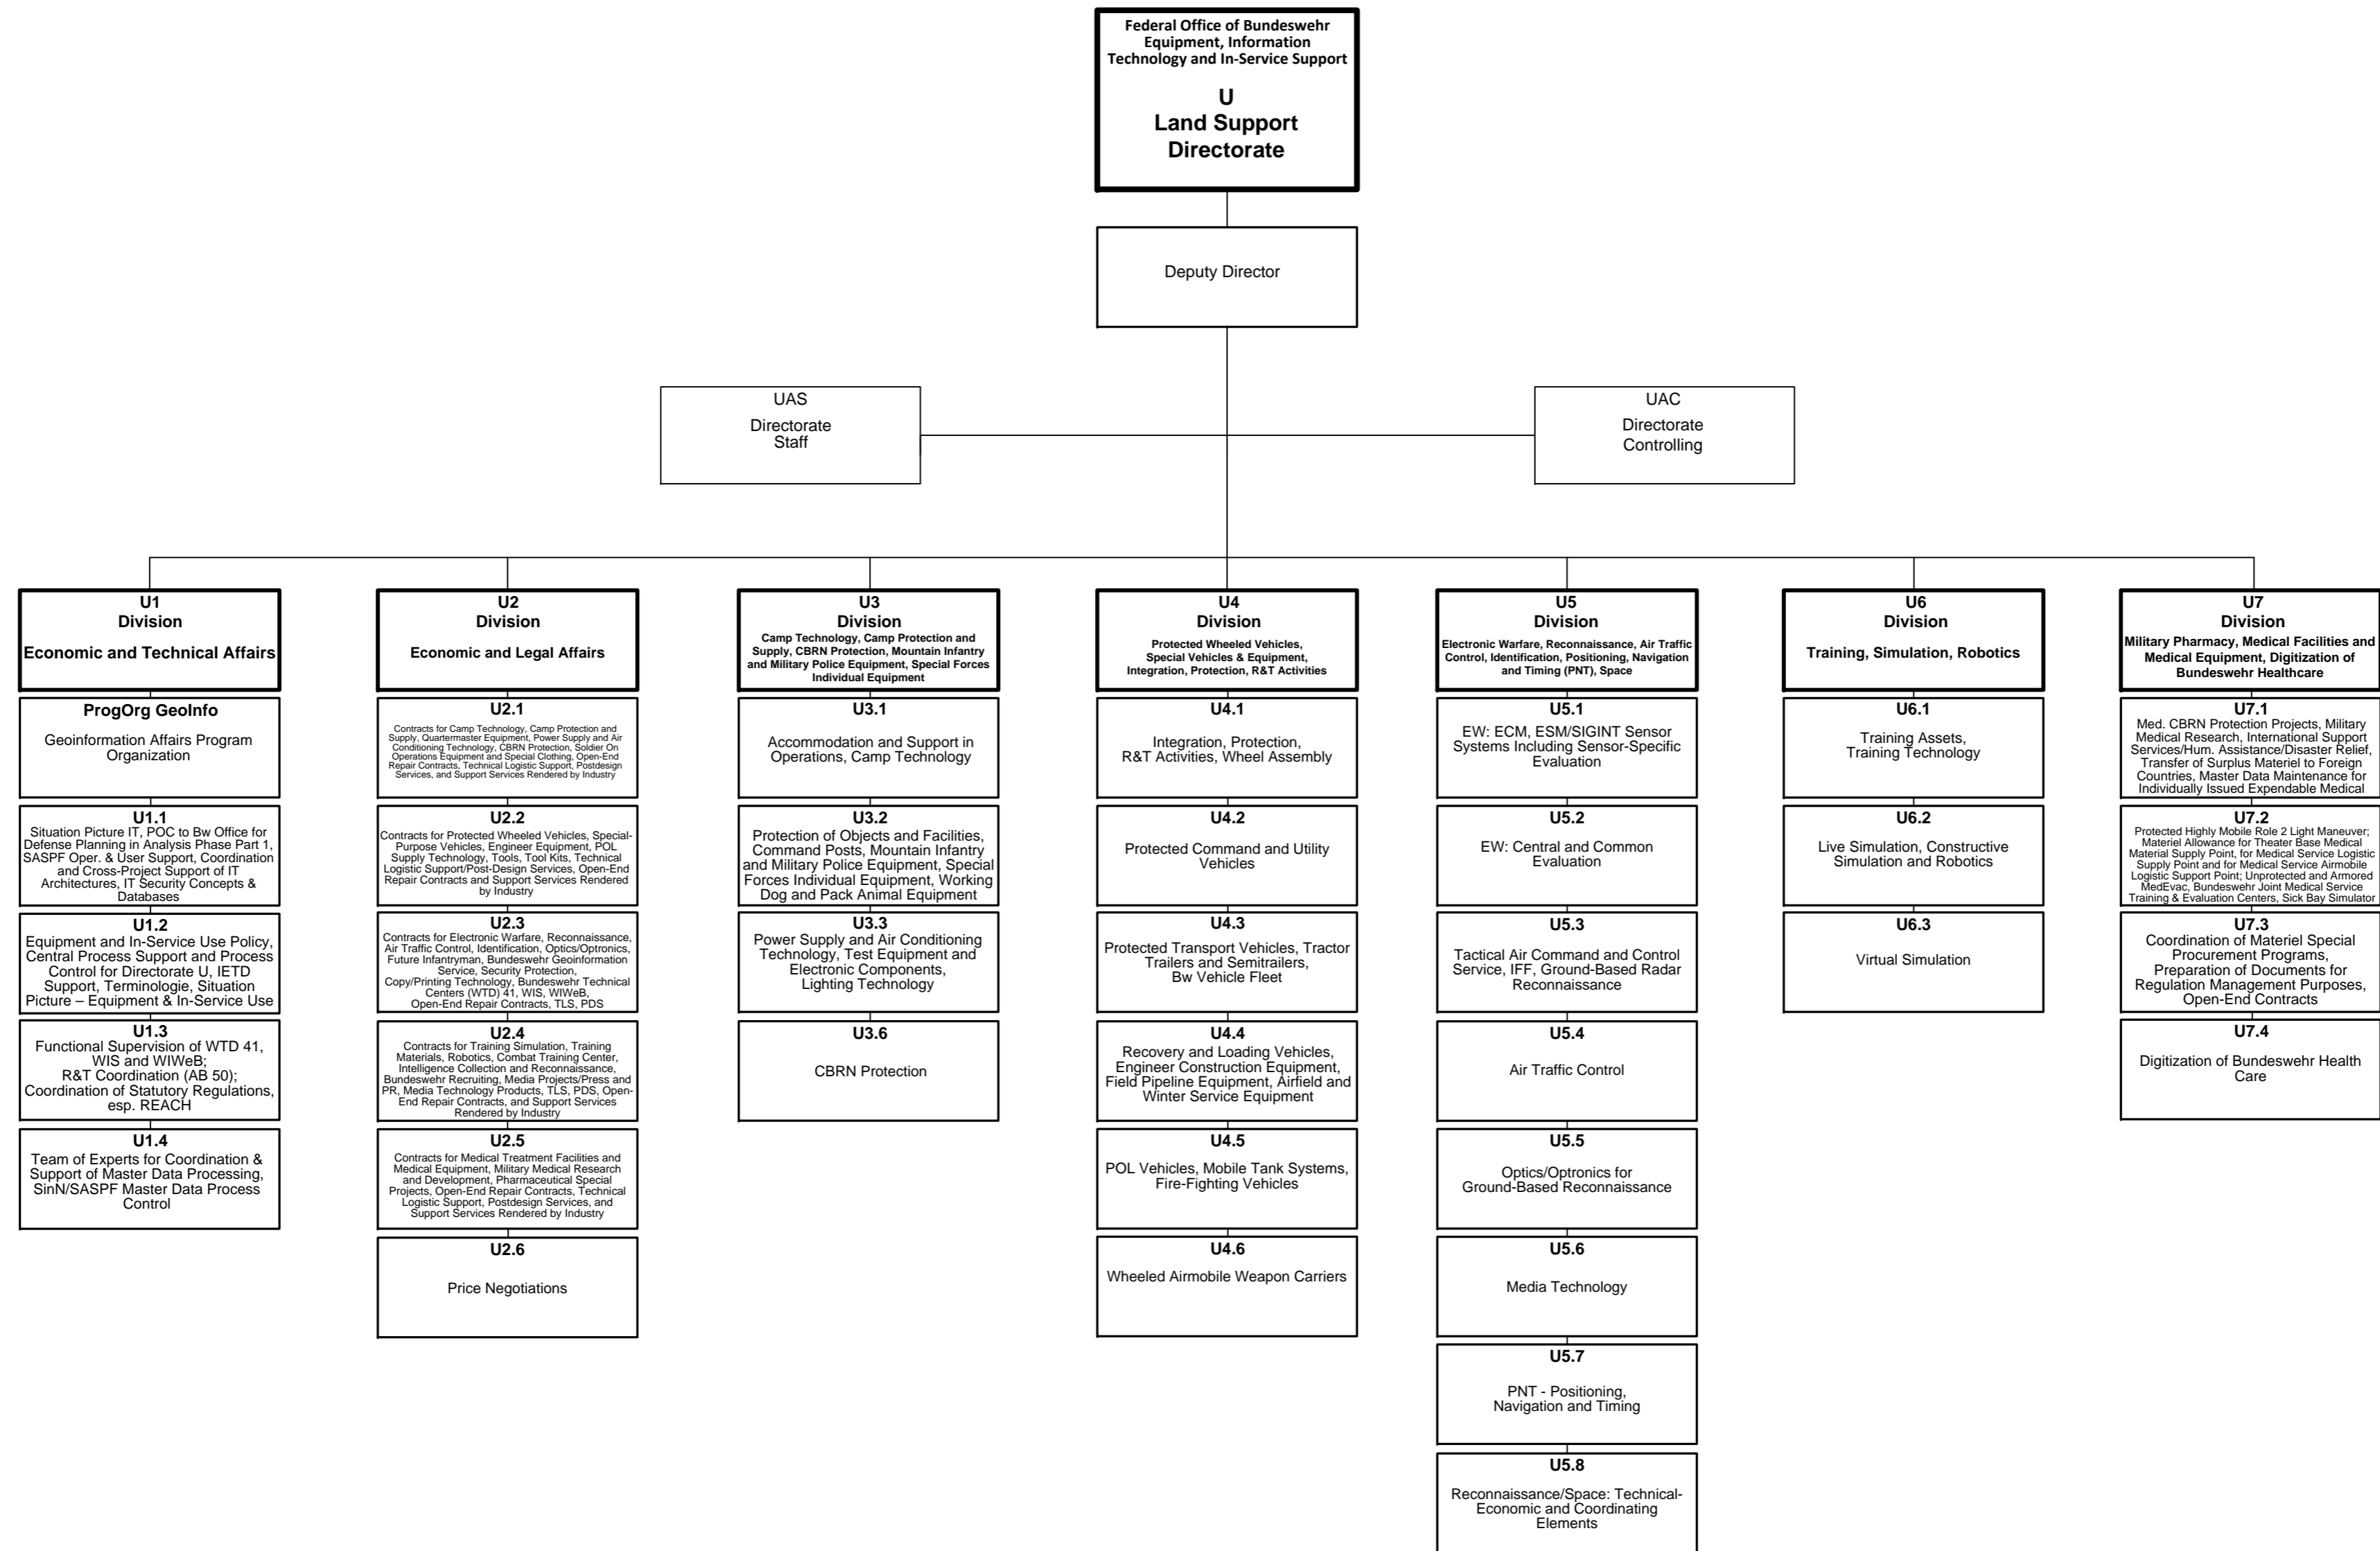 Federal Office of Bundeswehr
Equipment, Information
Technology and In-Service Support
U
Land Support
Directorate
Deputy Director
UAS
Directorate
Staff
UAC
Directorate
Controlling
U1
Division
Economic and Technical Affairs
ProgOrg GeoInfo
Geoinformation Affairs Program
Organization
U1.1
Situation Picture IT, POC to Bw Office for
Defense Planning in Analysis Phase Part 1,
SASPF Oper. & User Support, Coordination
and Cross-Project Support of IT
Architectures, IT Security Concepts &
Databases
U1.2
Equipment and In-Service Use Policy,
Central Process Support and Process
Control for Directorate U, IETD
Support, Terminologie, Situation
Picture – Equipment & In-Service Use
U1.3
Functional Supervision of WTD 41,
WIS and WIWeB;
R&T Coordination (AB 50);
Coordination of Statutory Regulations,
esp. REACH
U1.4
Team of Experts for Coordination &
Support of Master Data Processing,
SinN/SASPF Master Data Process
Control
U2
Division
Economic and Legal Affairs
U2.1
Contracts for Camp Technology, Camp Protection and
Supply, Quartermaster Equipment, Power Supply and Air
Conditioning Technology, CBRN Protection, Soldier On
Operations Equipment and Special Clothing, Open-End
Repair Contracts, Technical Logistic Support, Postdesign
Services, and Support Services Rendered by Industry
U2.2
Contracts for Protected Wheeled Vehicles, Special-
Purpose Vehicles, Engineer Equipment, POL
Supply Technology, Tools, Tool Kits, Technical
Logistic Support/Post-Design Services, Open-End
Repair Contracts and Support Services Rendered
by Industry
U2.3
Contracts for Electronic Warfare, Reconnaissance,
Air Traffic Control, Identification, Optics/Optronics,
Future Infantryman, Bundeswehr Geoinformation
Service, Security Protection,
Copy/Printing Technology, Bundeswehr Technical
Centers (WTD) 41, WIS, WIWeB,
Open-End Repair Contracts, TLS, PDS
U2.4
Contracts for Training Simulation, Training
Materials, Robotics, Combat Training Center,
Intelligence Collection and Reconnaissance,
Bundeswehr Recruiting, Media Projects/Press and
PR, Media Technology Products, TLS, PDS, Open-
End Repair Contracts, and Support Services
Rendered by Industry
U2.5
Contracts for Medical Treatment Facilities and
Medical Equipment, Military Medical Research
and Development, Pharmaceutical Special
Projects, Open-End Repair Contracts, Technical
Logistic Support, Postdesign Services, and
Support Services Rendered by Industry
U2.6
Price Negotiations
U3
Division
Camp Technology, Camp Protection and
Supply, CBRN Protection, Mountain Infantry
and Military Police Equipment, Special Forces
Individual Equipment
U3.1
Accommodation and Support in
Operations, Camp Technology
U3.2
Protection of Objects and Facilities,
Command Posts, Mountain Infantry
and Military Police Equipment, Special
Forces Individual Equipment, Working
Dog and Pack Animal Equipment
U3.3
Power Supply and Air Conditioning
Technology, Test Equipment and
Electronic Components,
Lighting Technology
U3.6
CBRN Protection
U4
Division
Protected Wheeled Vehicles,
Special Vehicles & Equipment,
Integration, Protection, R&T Activities
U4.1
Integration, Protection,
R&T Activities, Wheel Assembly
U4.2
Protected Command and Utility
Vehicles
U4.3
Protected Transport Vehicles, Tractor
Trailers and Semitrailers,
Bw Vehicle Fleet
U4.4
Recovery and Loading Vehicles,
Engineer Construction Equipment,
Field Pipeline Equipment, Airfield and
Winter Service Equipment
U4.5
POL Vehicles, Mobile Tank Systems,
Fire-Fighting Vehicles
U4.6
Wheeled Airmobile Weapon Carriers
U5
Division
Electronic Warfare, Reconnaissance, Air Traffic
Control, Identification, Positioning, Navigation
and Timing (PNT), Space
U5.1
EW: ECM, ESM/SIGINT Sensor
Systems Including Sensor-Specific
Evaluation
U5.2
EW: Central and Common
Evaluation
U5.3
Tactical Air Command and Control
Service, IFF, Ground-Based Radar
Reconnaissance
U5.4
Air Traffic Control
U5.5
Optics/Optronics for
Ground-Based Reconnaissance
U5.6
Media Technology
U5.7
PNT - Positioning,
Navigation and Timing
U5.8
Reconnaissance/Space: Technical-
Economic and Coordinating
Elements
U6
Division
Training, Simulation, Robotics
U6.1
Training Assets,
Training Technology
U6.2
Live Simulation, Constructive
Simulation and Robotics
U6.3
Virtual Simulation
U7
Division
Military Pharmacy, Medical Facilities and
Medical Equipment, Digitization of
Bundeswehr Healthcare
U7.1
Med. CBRN Protection Projects, Military
Medical Research, International Support
Services/Hum. Assistance/Disaster Relief,
Transfer of Surplus Materiel to Foreign
Countries, Master Data Maintenance for
Individually Issued Expendable Medical
U7.2
Protected Highly Mobile Role 2 Light Maneuver;
Materiel Allowance for Theater Base Medical
Material Supply Point, for Medical Service Logistic
Supply Point and for Medical Service Airmobile
Logistic Support Point; Unprotected and Armored
MedEvac, Bundeswehr Joint Medical Service
Training & Evaluation Centers, Sick Bay Simulator
U7.3
Coordination of Materiel Special
Procurement Programs,
Preparation of Documents for
Regulation Management Purposes,
Open-End Contracts
U7.4
Digitization of Bundeswehr Health
Care